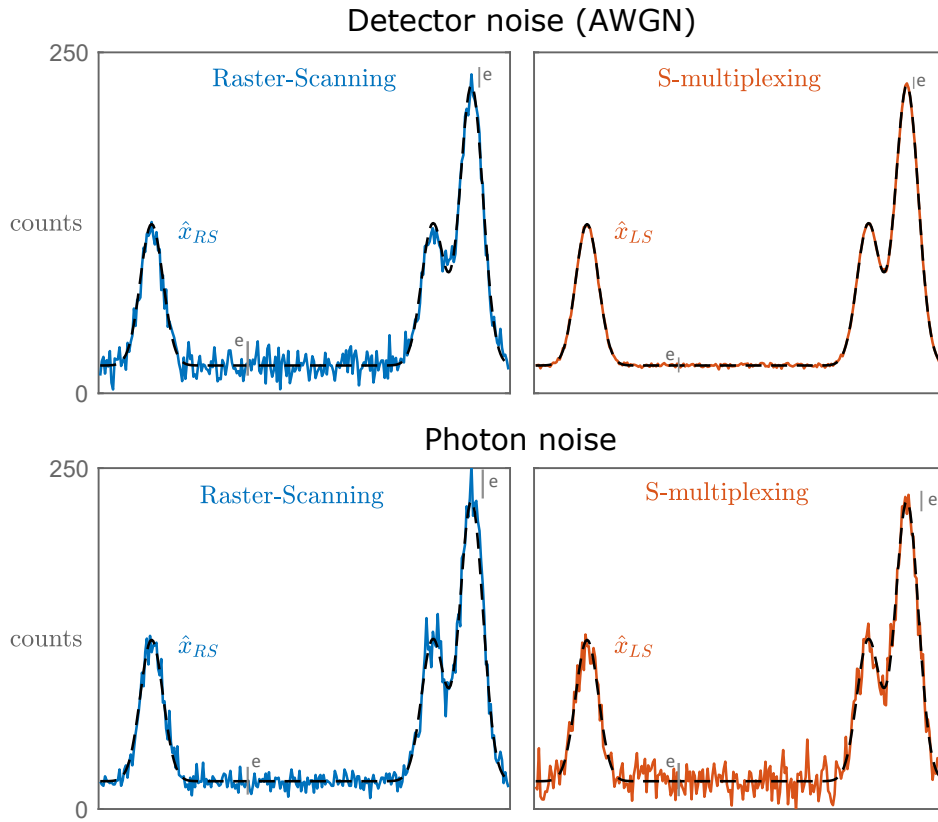 Detector noise (AWGN)
250
Raster-Scanning
e
S-multiplexing
e
counts
x̂_RS
x̂_LS
e
e
0
Photon noise
250
Raster-Scanning
e
S-multiplexing
e
counts
x̂_RS
x̂_LS
e
e
0